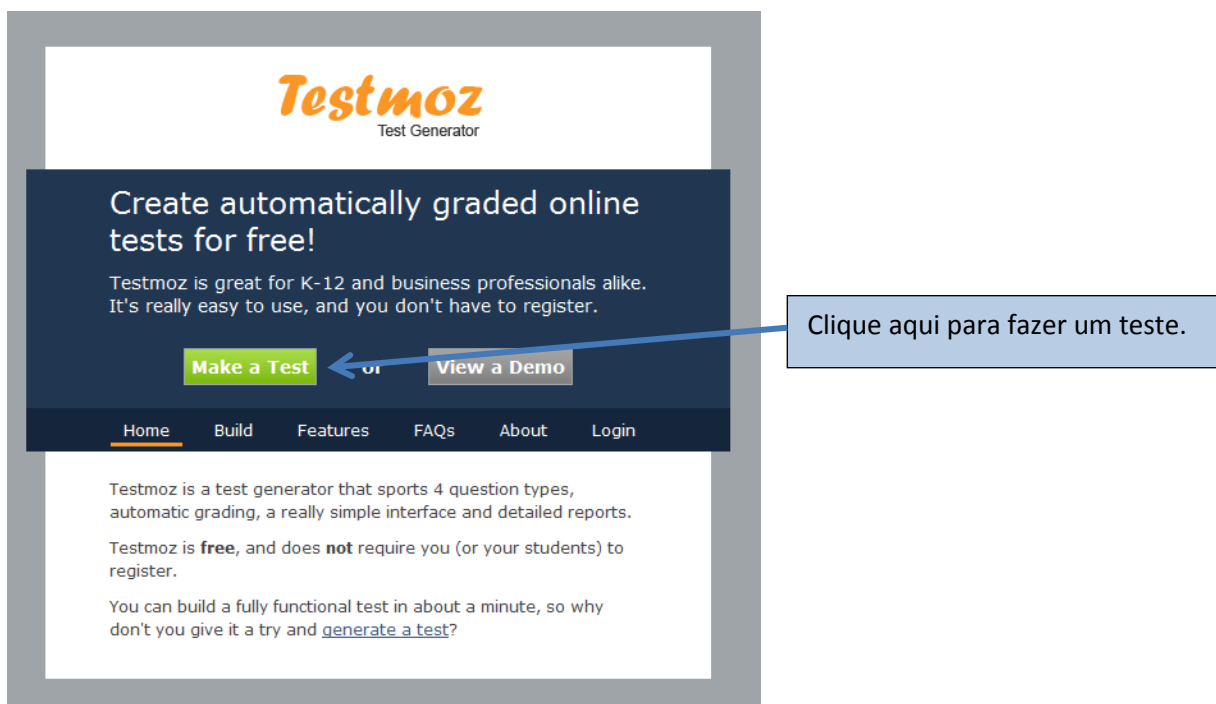 Testmoz
Test Generator
Create automatically graded online
tests for free!
Testmoz is great for K-12 and business professionals alike.
It's really easy to use, and you don't have to register.
Make a Test or View a Demo
Clique aqui para fazer um teste.
Home Build Features FAQs About Login
Testmoz is a test generator that sports 4 question types,
automatic grading, a really simple interface and detailed reports.
Testmoz is free, and does not require you (or your students) to
register.
You can build a fully functional test in about a minute, so why
don't you give it a try and generate a test?